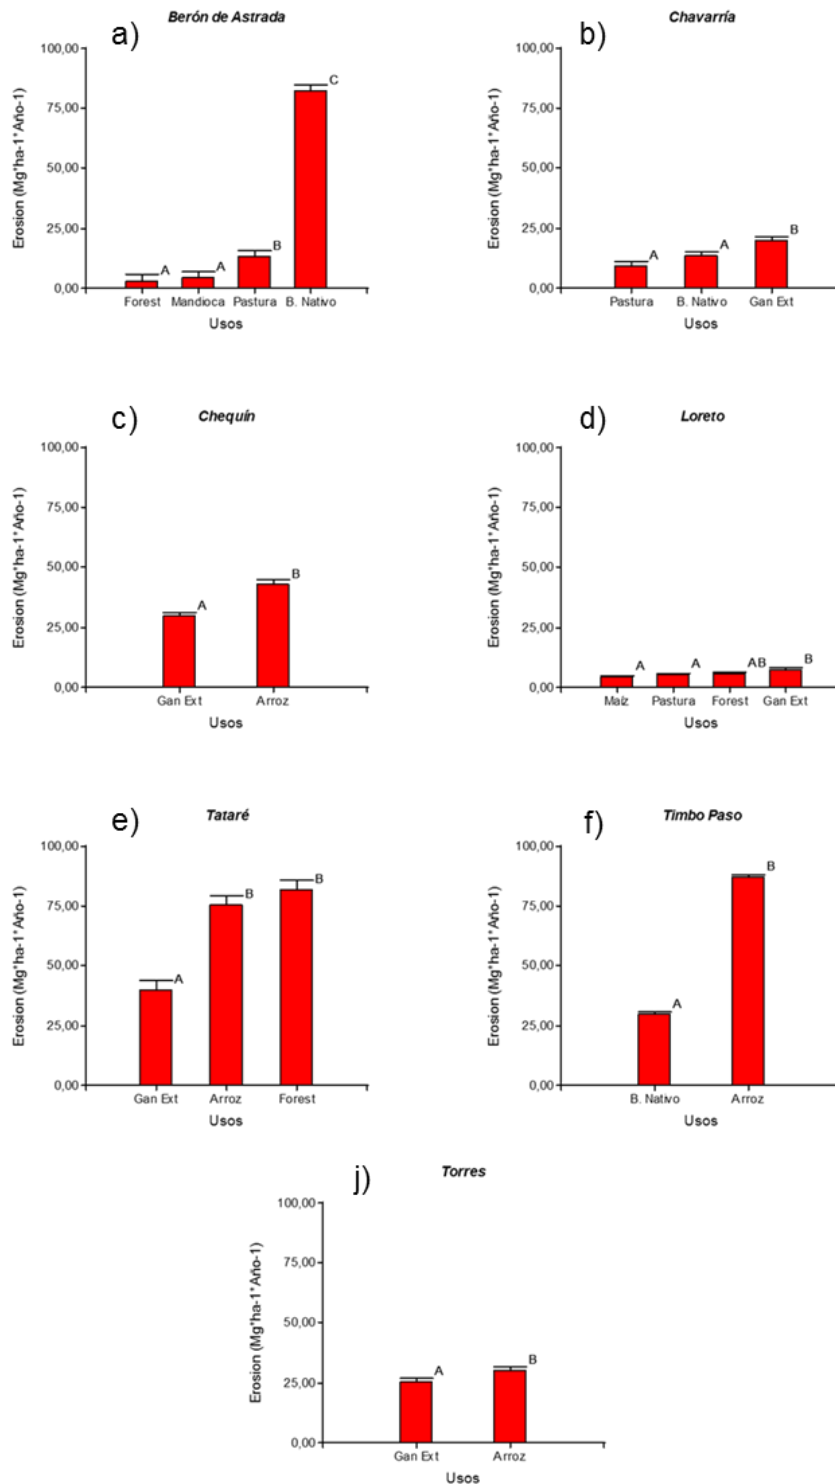 a)
Berón de Astrada
100,00
75,00
50,00
25,00
0,00
Erosion (Mg*ha-1*Año-1)
A
A
B
C
Forest Mandioca Pastura B. Nativo
Usos
b)
Chavarría
100,00
75,00
50,00
25,00
0,00
Erosion (Mg*ha-1*Año-1)
A
A
B
Pastura B. Nativo Gan Ext
Usos
c)
Chequín
100,00
75,00
50,00
25,00
0,00
Erosion (Mg*ha-1*Año-1)
A
B
Gan Ext Arroz
Usos
d)
Loreto
100,00
75,00
50,00
25,00
0,00
Erosion (Mg*ha-1*Año-1)
A
A
AB
B
Maíz Pastura Forest Gan Ext
Usos
e)
Tataré
100,00
75,00
50,00
25,00
0,00
Erosion (Mg*ha-1*Año-1)
A
B
B
Gan Ext Arroz Forest
Usos
f)
Timbo Paso
100,00
75,00
50,00
25,00
0,00
Erosion (Mg*ha-1*Año-1)
A
B
B. Nativo Arroz
Usos
j)
Torres
100,00
75,00
50,00
25,00
0,00
Erosion (Mg*ha-1*Año-1)
A
B
Gan Ext Arroz
Usos